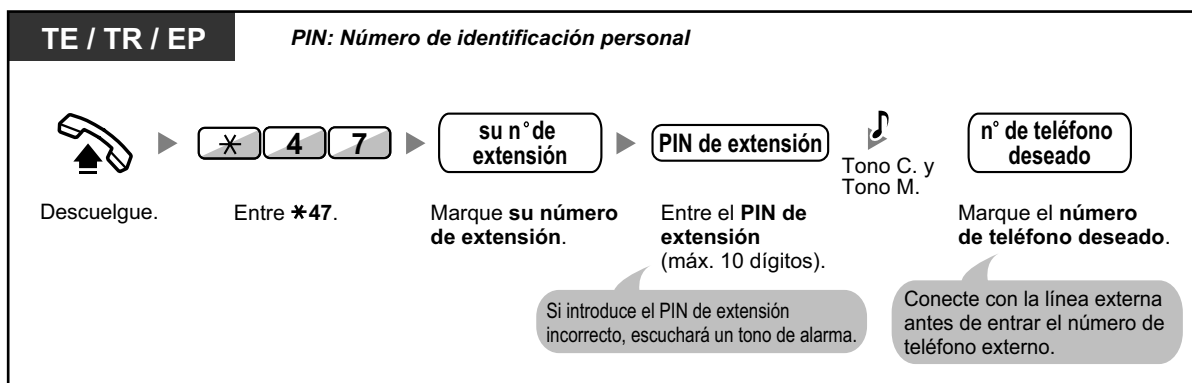 TE / TR / EP
PIN: Número de identificación personal
* 4 7
su n° de
extensión
PIN de extensión
Tono C. y
Tono M.
n° de teléfono
deseado
Descuelgue.
Entre *47.
Marque su número
de extensión.
Entre el PIN de
extensión
(máx. 10 dígitos).
Marque el número
de teléfono deseado.
Si introduce el PIN de extensión
incorrecto, escuchará un tono de alarma.
Conecte con la línea externa
antes de entrar el número de
teléfono externo.